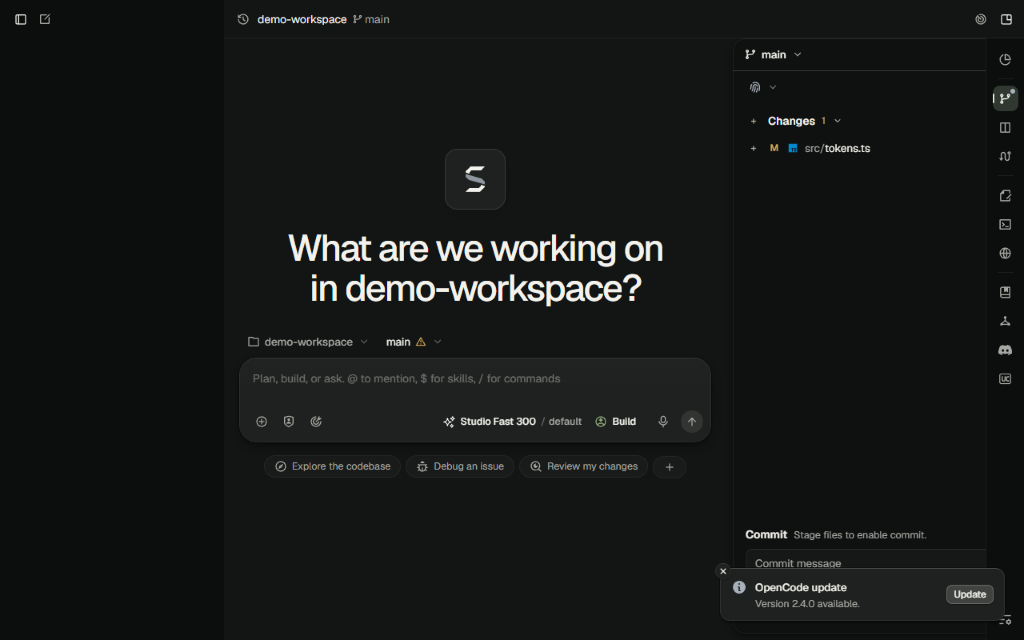 demo-workspace main
main
Changes 1
M src/tokens.ts
What are we working on
in demo-workspace?
demo-workspace main
Plan, build, or ask. @ to mention, $ for skills, / for commands
Studio Fast 300 / default Build
Explore the codebase Debug an issue Review my changes
Commit Stage files to enable commit.
Commit message
OpenCode update
Version 2.4.0 available.
Update
UC